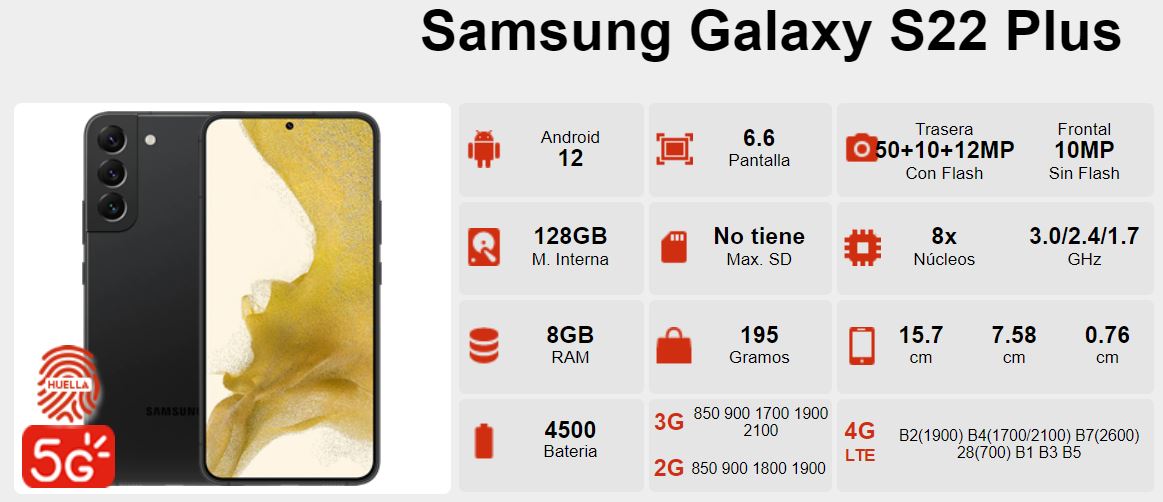 Samsung Galaxy S22 Plus
Android
12
6.6
Pantalla
Trasera
50+10+12MP
Con Flash
Frontal
10MP
Sin Flash
128GB
M. Interna
No tiene
Max. SD
8x
Núcleos
3.0/2.4/1.7
GHz
8GB
RAM
195
Gramos
15.7
cm
7.58
cm
0.76
cm
HUELLA
SAMSUN
5G
4500
Bateria
3G 850 900 1700 1900
2100
2G 850 900 1800 1900
4G
LTE
B2(1900) B4(1700/2100) B7(2600)
28(700) B1 B3 B5